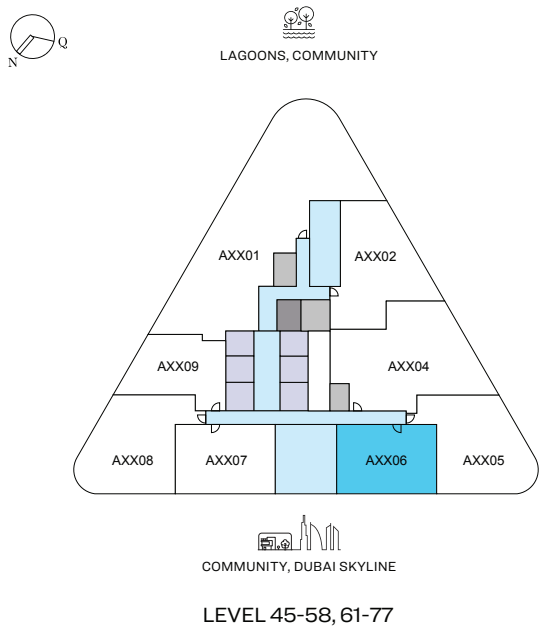 Q
N
LAGOONS, COMMUNITY
AXX01
AXX02
AXX09
AXX04
AXX08
AXX07
AXX06
AXX05
COMMUNITY, DUBAI SKYLINE
LEVEL 45-58, 61-77